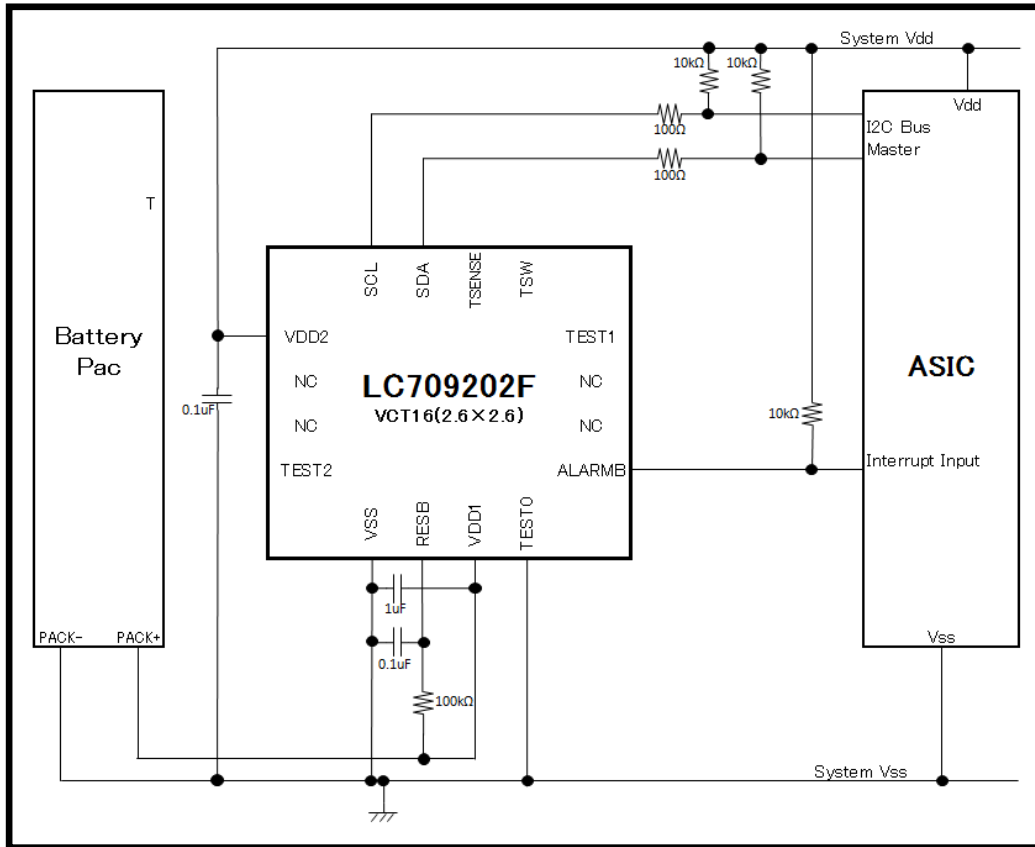 System Vdd
10kΩ
10kΩ
Vdd
100Ω
I2C Bus
Master
100Ω
T
SCL
SDA
TSENSE
TSW
Battery
Pac
VDD2
TEST1
NC
LC709202F
NC
ASIC
0.1uF
VCT16(2.6×2.6)
10kΩ
NC
NC
TEST2
ALARMB
Interrupt Input
VSS
RESB
VDD1
TEST0
1uF
PACK-
PACK+
0.1uF
Vss
100kΩ
System Vss